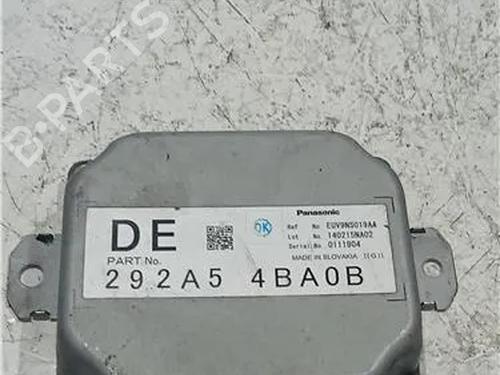 B-PARTS
DE
PART No.
292A5 4BA0B
OK
Panasonic
Ref No EUV9NS019AA
Lot No. 140215NA02
Serial No. 0111904
MADE IN SLOVAKIA